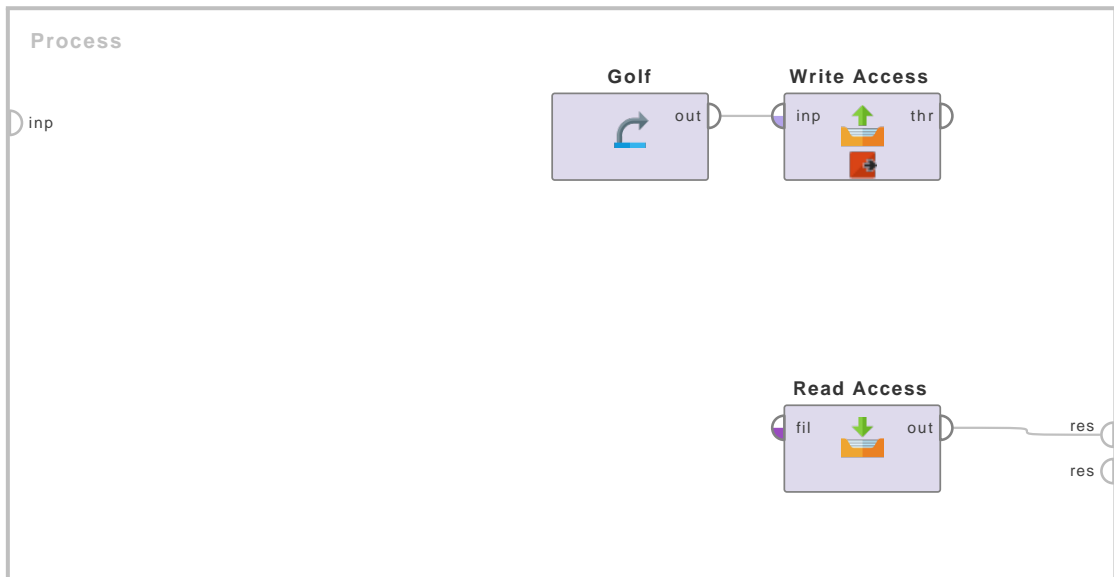 Process
inp
Golf
out
Write Access
inp
thr
Read Access
fil
out
res
res